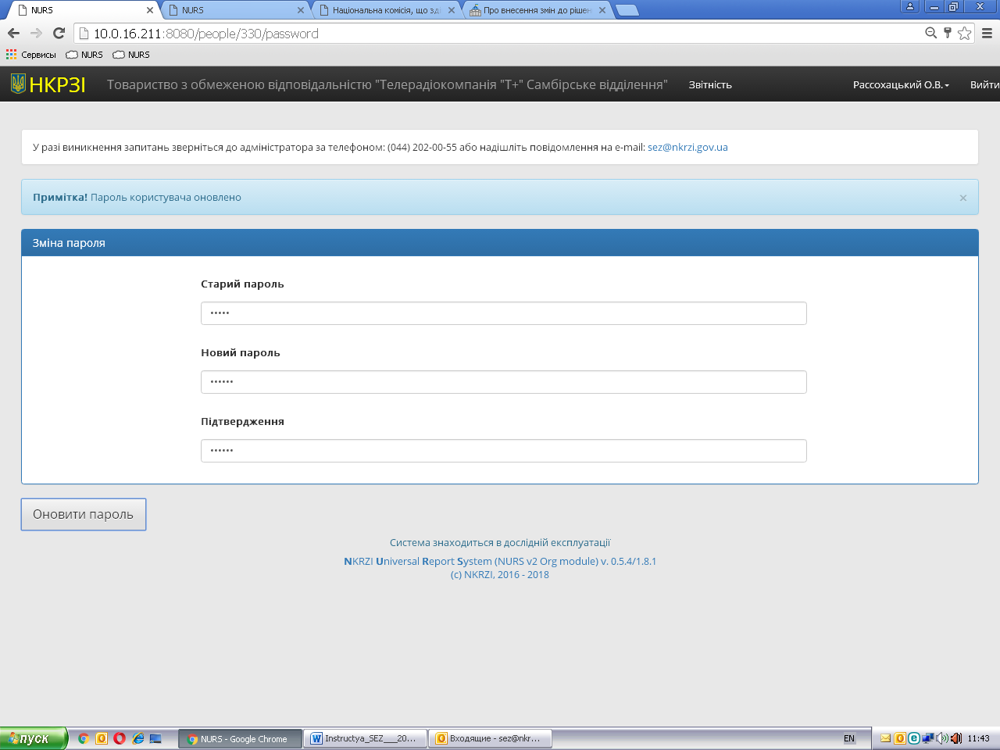 NURS
NURS
Національна комісія, що зді
Про внесення змін до рішен
10.0.16.211:8080/people/330/password
Сервисы NURS NURS
НКРЗІ Товариство з обмеженою відповідальністю "Телерадіокомпанія "Т+" Самбірське відділення" Звітність Рассохацький О.В. Вийти
У разі виникнення запитань зверніться до адміністратора за телефоном: (044) 202-00-55 або надішліть повідомлення на e-mail: sez@nkrzi.gov.ua
Примітка! Пароль користувача оновлено ×
Зміна пароля
Старий пароль
•••••
Новий пароль
••••••
Підтвердження
••••••
Оновити пароль
Система знаходиться в дослідній експлуатації
NKRZI Universal Report System (NURS v2 Org module) v. 0.5.4/1.8.1
(c) NKRZI, 2016 - 2018
пуск NURS - Google Chrome Instructya_SEZ___20... Входящие - sez@nkr... EN 11:43